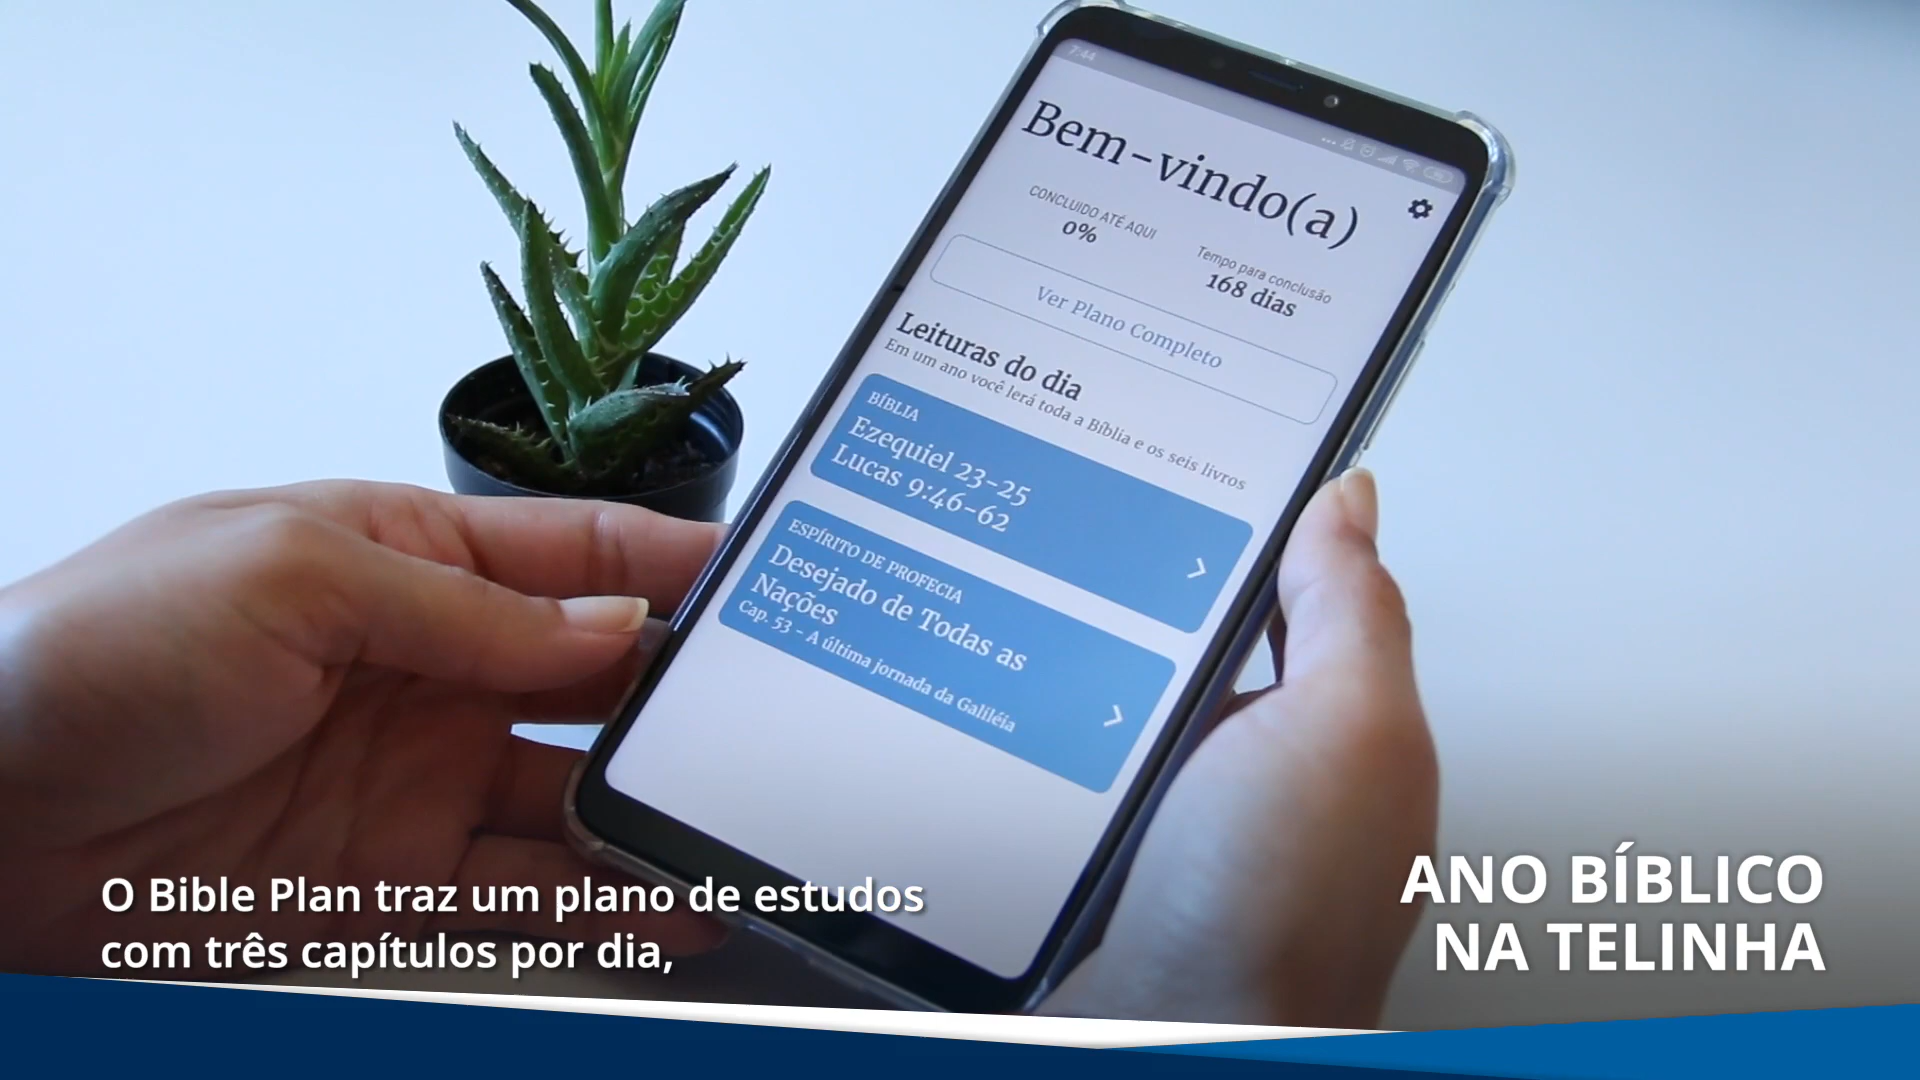 7:44
Bem-vindo(a)
CONCLUIDO ATÉ AQUI
0%
Tempo para conclusão
168 dias
Ver Plano Completo
Leituras do dia
Em um ano você lerá toda a Bíblia e os seis livros
BÍBLIA
Ezequiel 23-25
Lucas 9:46-62
ESPÍRITO DE PROFECIA
Desejado de Todas as
Nações
Cap. 53 - A última jornada da Galiléia
O Bible Plan traz um plano de estudos
com três capítulos por dia,
ANO BÍBLICO
NA TELINHA